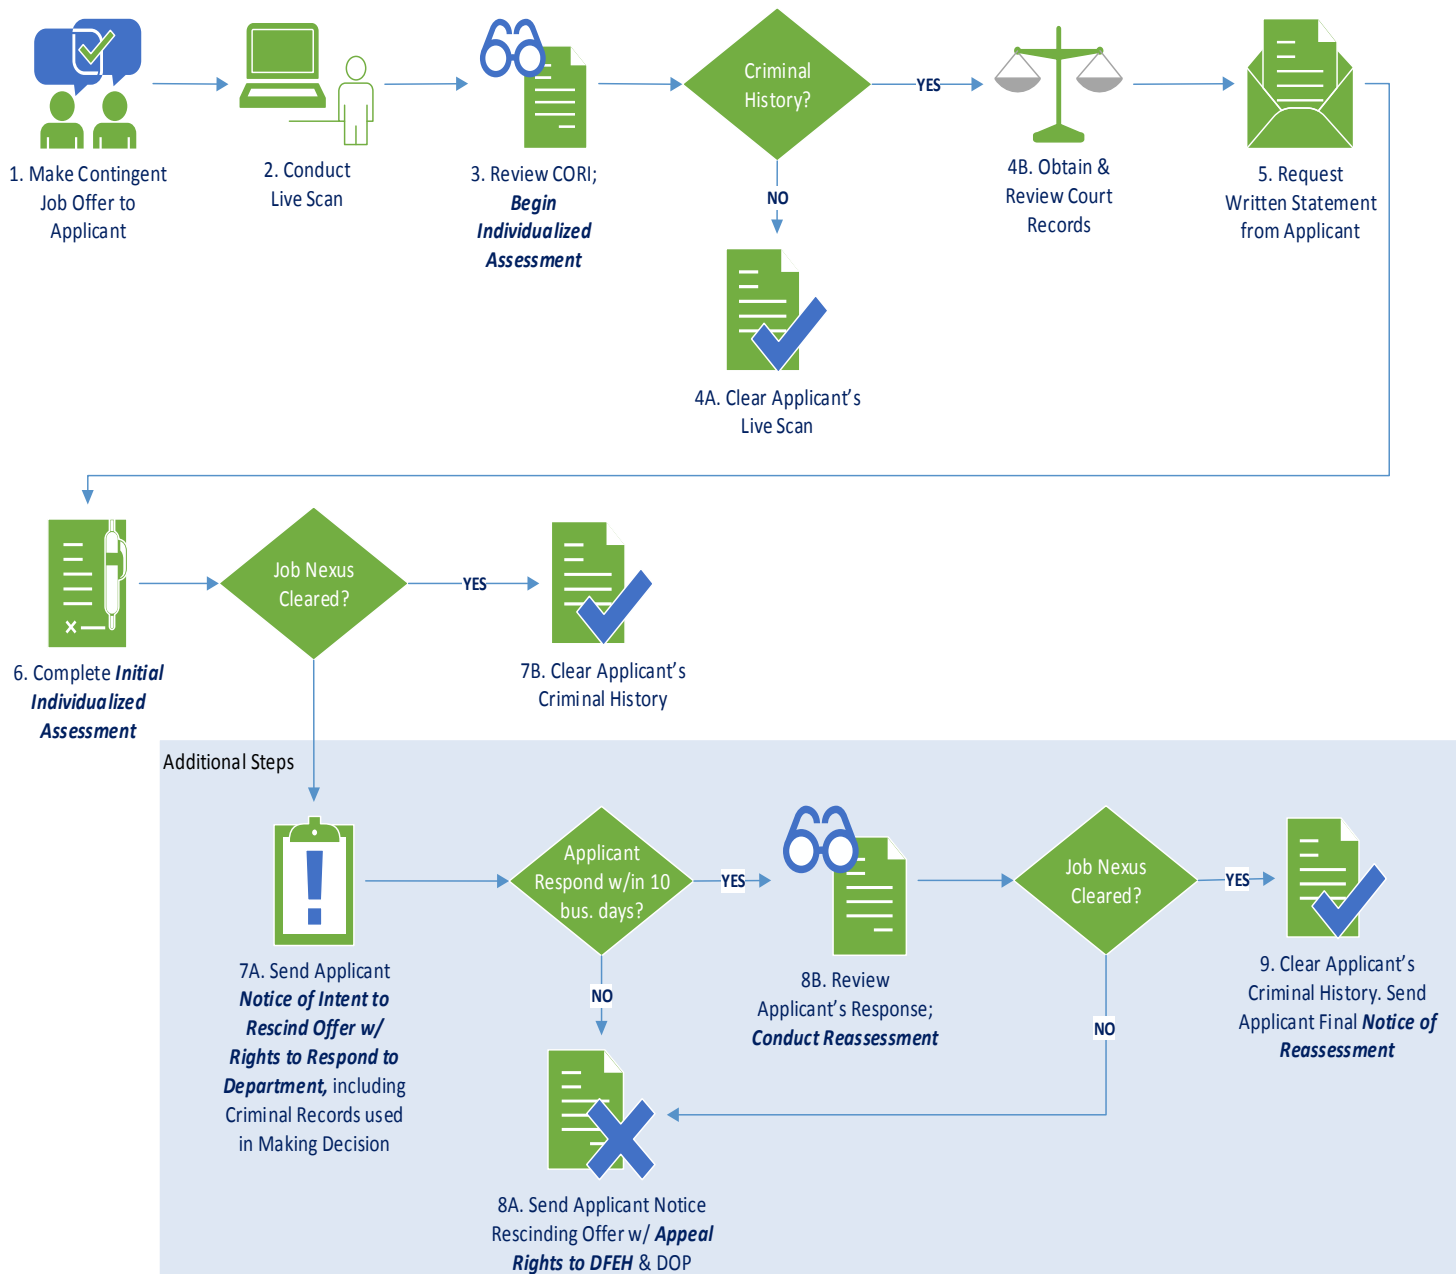 1. Make Contingent
Job Offer to
Applicant
2. Conduct
Live Scan
3. Review CORI;
Begin
Individualized
Assessment
Criminal
History?
YES
NO
4A. Clear Applicant's
Live Scan
4B. Obtain &
Review Court
Records
5. Request
Written Statement
from Applicant
6. Complete Initial
Individualized
Assessment
Job Nexus
Cleared?
YES
7B. Clear Applicant's
Criminal History
Additional Steps
7A. Send Applicant
Notice of Intent to
Rescind Offer w/
Rights to Respond to
Department, including
Criminal Records used
in Making Decision
Applicant
Respond w/in 10
bus. days?
YES
NO
8A. Send Applicant Notice
Rescinding Offer w/ Appeal
Rights to DFEH & DOP
8B. Review
Applicant's Response;
Conduct Reassessment
Job Nexus
Cleared?
YES
NO
9. Clear Applicant's
Criminal History. Send
Applicant Final Notice of
Reassessment